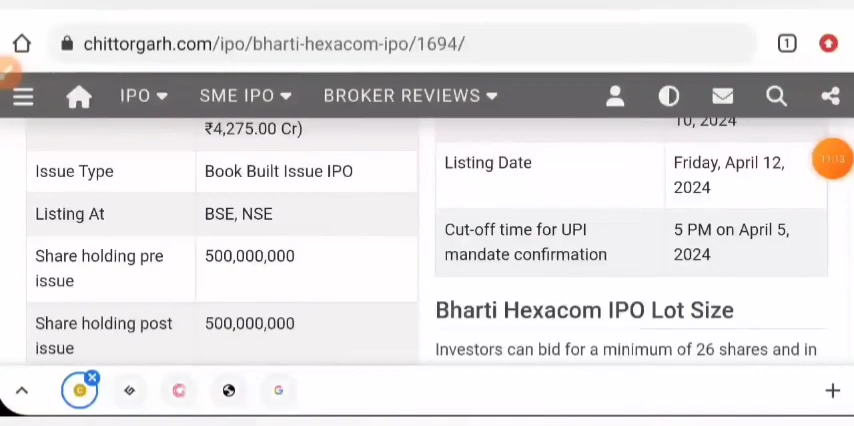 chittorgarh.com/ipo/bharti-hexacom-ipo/1694/
1
IPO
SME IPO
BROKER REVIEWS
₹4,275.00 Cr)
Issue Type
Book Built Issue IPO
Listing At
BSE, NSE
Share holding pre
issue
500,000,000
Share holding post
issue
500,000,000
10, 2024
Listing Date
Friday, April 12,
2024
11:13
Cut-off time for UPI
mandate confirmation
5 PM on April 5,
2024
Bharti Hexacom IPO Lot Size
Investors can bid for a minimum of 26 shares and in